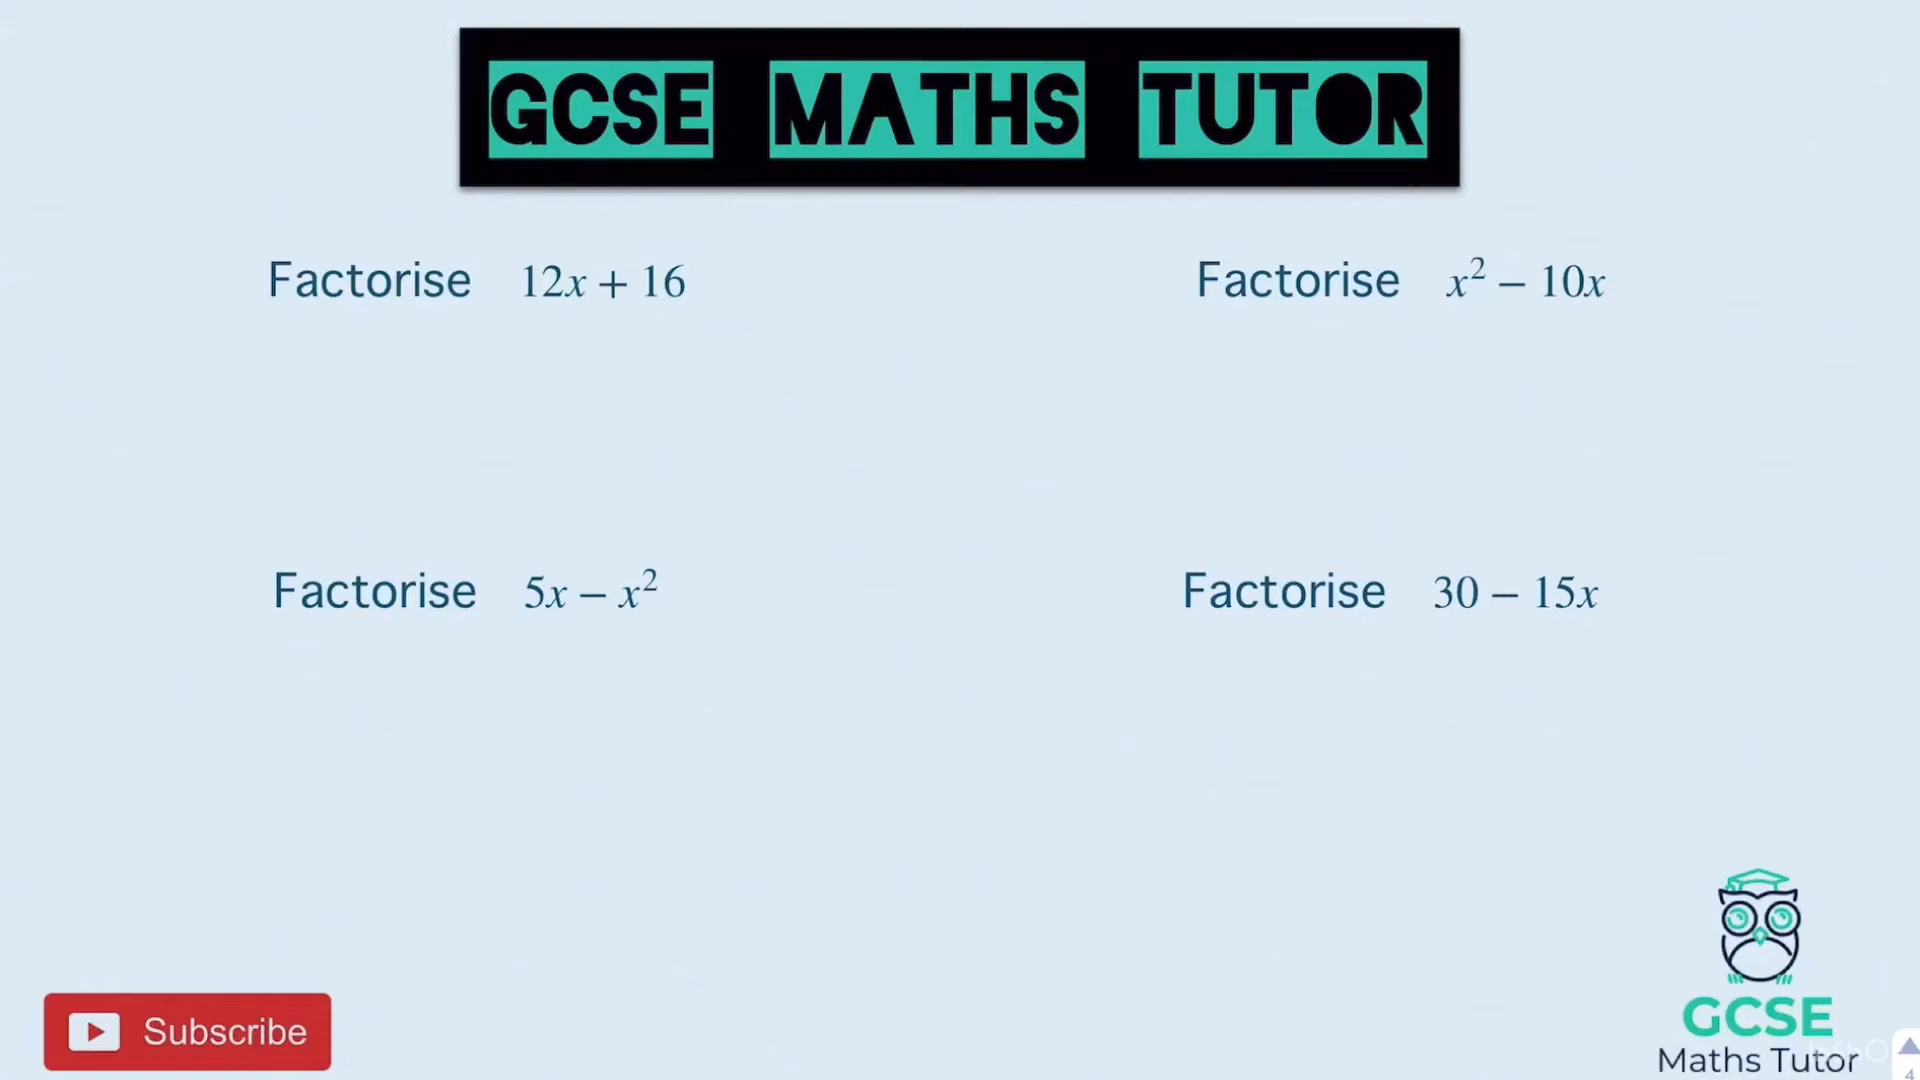 GCSE MATHS TUTOR
Factorise 12x + 16
Factorise x² − 10x
Factorise 5x − x²
Factorise 30 − 15x
Subscribe
GCSE
Maths Tutor
4